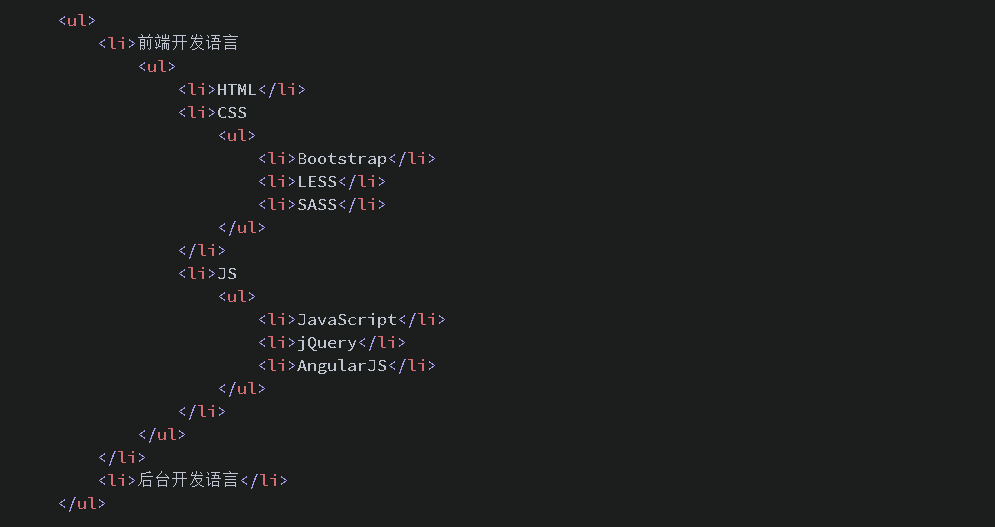 <ul>
<li>前端开发语言
<ul>
<li>HTML</li>
<li>CSS
<ul>
<li>Bootstrap</li>
<li>LESS</li>
<li>SASS</li>
</ul>
</li>
<li>JS
<ul>
<li>JavaScript</li>
<li>jQuery</li>
<li>AngularJS</li>
</ul>
</li>
</ul>
</li>
<li>后台开发语言</li>
</ul>